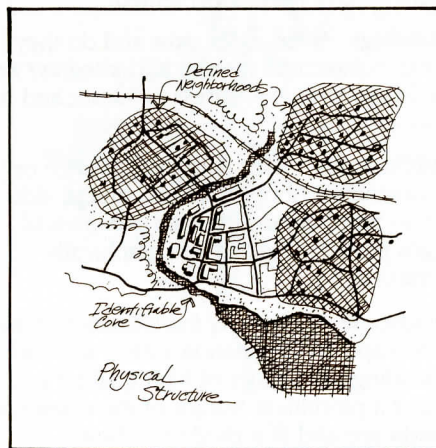 Defined
Neighborhoods
Identifiable
Core
Physical
Structure